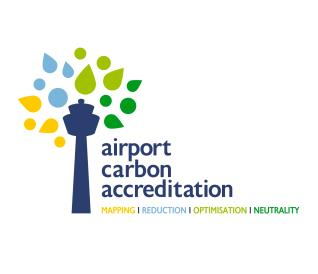 airport
carbon
accreditation
MAPPING I REDUCTION I OPTIMISATION I NEUTRALITY